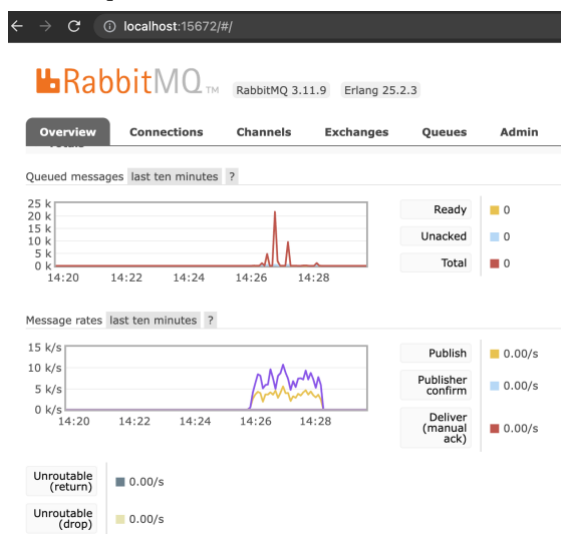 localhost:15672/#/
RabbitMQ TM RabbitMQ 3.11.9 Erlang 25.2.3
Overview Connections Channels Exchanges Queues Admin
Queued messages last ten minutes ?
25 k
20 k
15 k
10 k
5 k
0 k
14:20 14:22 14:24 14:26 14:28
Ready 0
Unacked 0
Total 0
Message rates last ten minutes ?
15 k/s
10 k/s
5 k/s
0 k/s
14:20 14:22 14:24 14:26 14:28
Publish 0.00/s
Publisher
confirm 0.00/s
Deliver
(manual 0.00/s
ack)
Unroutable
(return) 0.00/s
Unroutable
(drop) 0.00/s